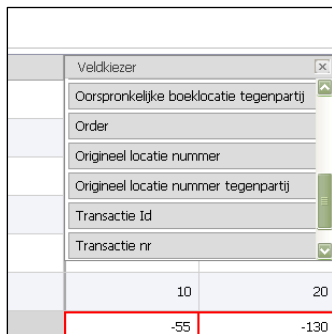 Veldkiezer
Oorspronkelijke boeklocatie tegenpartij
Order
Origineel locatie nummer
Origineel locatie nummer tegenpartij
Transactie Id
Transactie nr
10 20
-55 -130